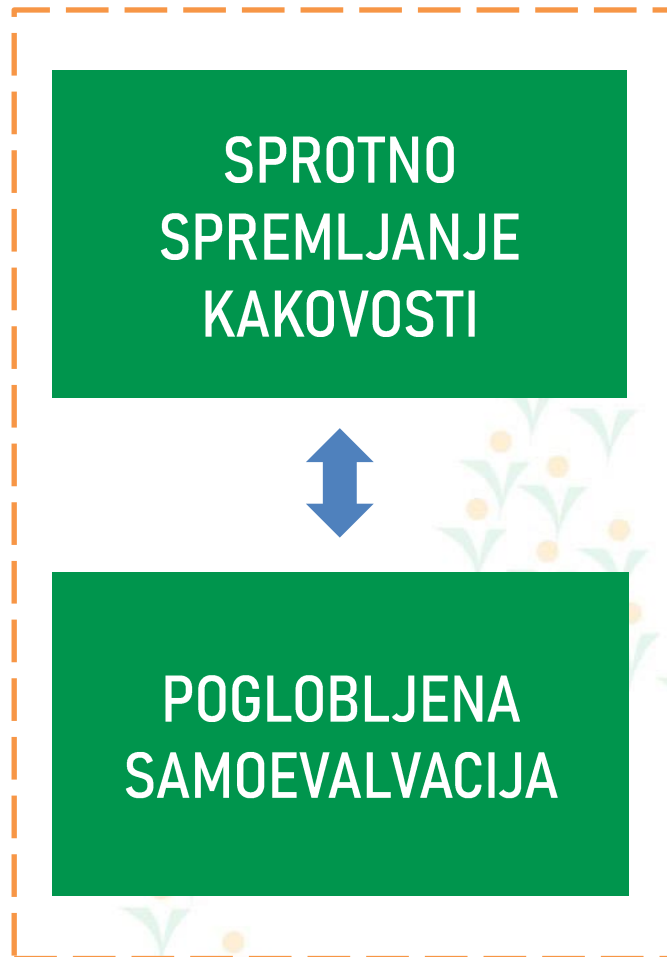 SPROTNO
SPREMLJANJE
KAKOVOSTI
POGLOBLJENA
SAMOEVALVACIJA